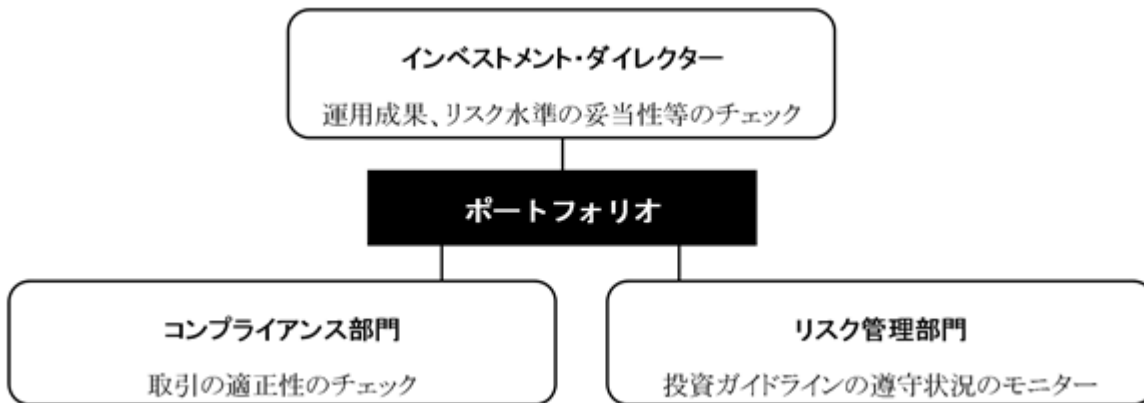 インベストメント・ダイレクター
運用成果、リスク水準の妥当性等のチェック
ポートフォリオ
コンプライアンス部門
取引の適正性のチェック
リスク管理部門
投資ガイドラインの遵守状況のモニター